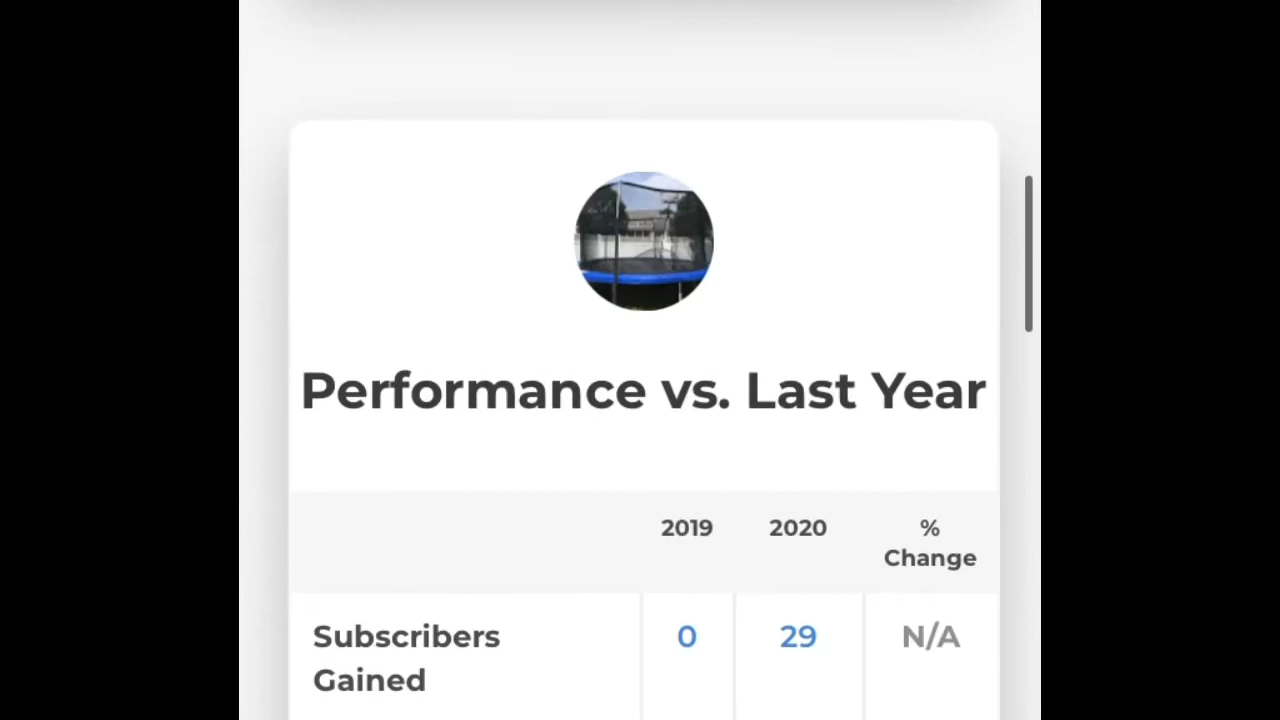 Performance vs. Last Year
2019 2020 %
Change
Subscribers 0 29 N/A
Gained